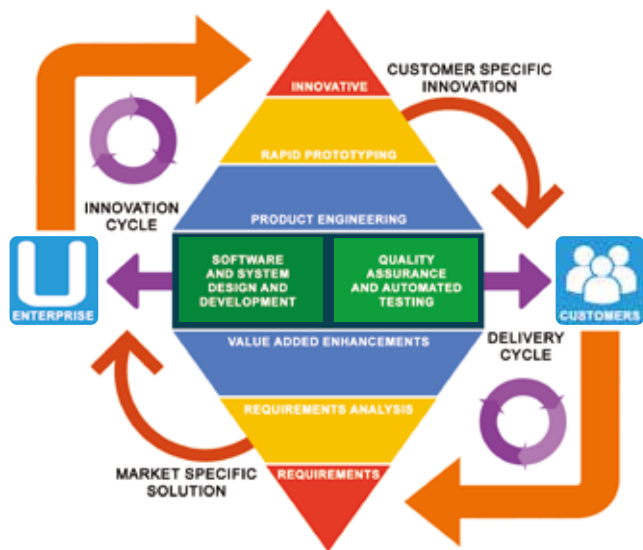 INNOVATIVE
CUSTOMER SPECIFIC
INNOVATION
RAPID PROTOTYPING
INNOVATION
CYCLE
PRODUCT ENGINEERING
U
ENTERPRISE
SOFTWARE
AND SYSTEM
DESIGN AND
DEVELOPMENT
QUALITY
ASSURANCE
AND AUTOMATED
TESTING
CUSTOMERS
VALUE ADDED ENHANCEMENTS
DELIVERY
CYCLE
REQUIREMENTS ANALYSIS
MARKET SPECIFIC
SOLUTION
REQUIREMENTS